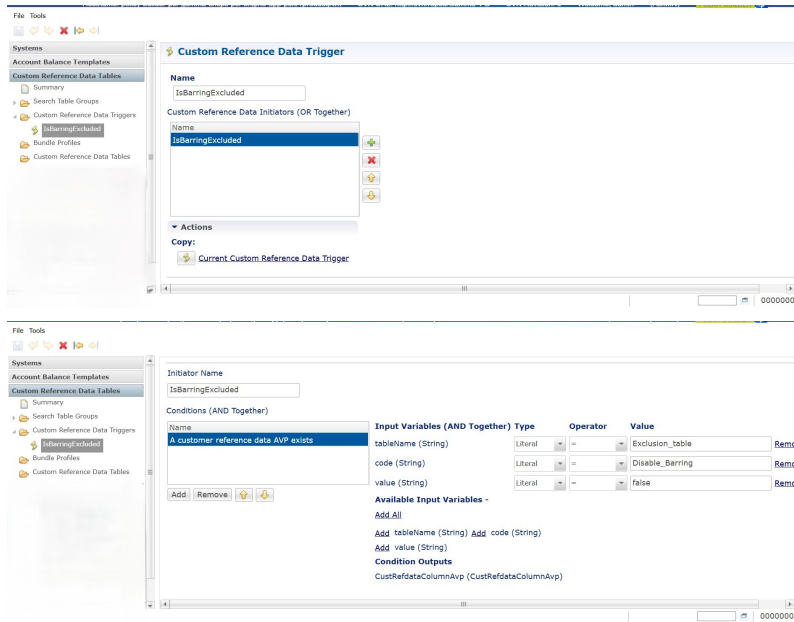 File Tools
Systems
Account Balance Templates
Custom Reference Data Tables
Summary
Search Table Groups
Custom Reference Data Triggers
IsBarringExcluded
Bundle Profiles
Custom Reference Data Tables
Custom Reference Data Trigger
Name
IsBarringExcluded
Custom Reference Data Initiators (OR Together)
Name
IsBarringExcluded
Actions
Copy:
Current Custom Reference Data Trigger
0000000
File Tools
Systems
Account Balance Templates
Custom Reference Data Tables
Summary
Search Table Groups
Custom Reference Data Triggers
IsBarringExcluded
Bundle Profiles
Custom Reference Data Tables
Initiator Name
IsBarringExcluded
Conditions (AND Together)
Name
A customer reference data AVP exists
Add Remove
Input Variables (AND Together) Type Operator Value
tableName (String) Literal = Exclusion_table Remo
code (String) Literal = Disable_Barring Remo
value (String) Literal = false Remo
Available Input Variables -
Add All
Add tableName (String) Add code (String)
Add value (String)
Condition Outputs
CustRefdataColumnAvp (CustRefdataColumnAvp)
0000000